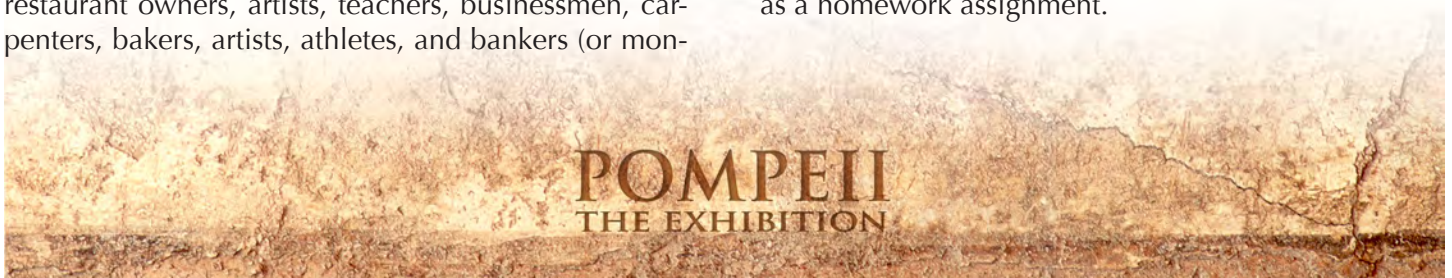 restaurant owners, artists, teachers, businessmen, car-
penters, bakers, artists, athletes, and bankers (or mon-
as a homework assignment.
POMPEII
THE EXHIBITION